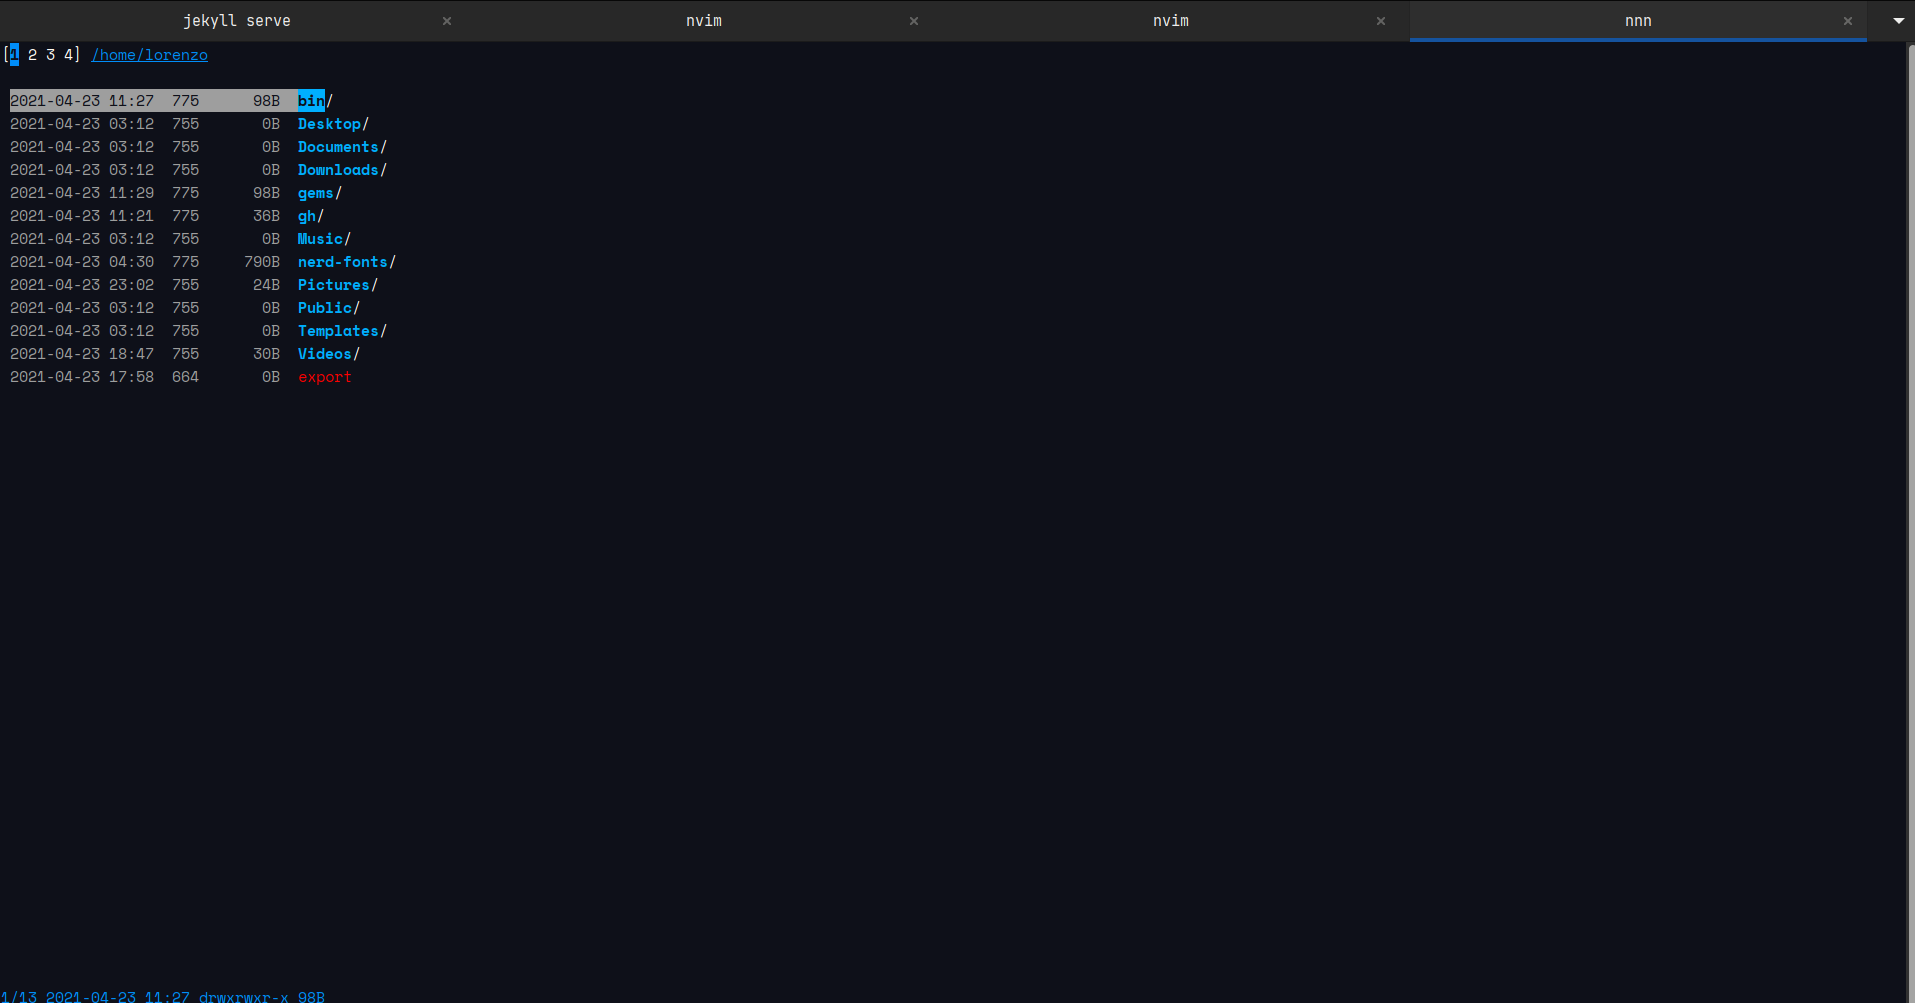 jekyll serve × nvim × nvim × nnn ×
[1 2 3 4] /home/lorenzo
2021-04-23 11:27 775 98B bin/
2021-04-23 03:12 755 0B Desktop/
2021-04-23 03:12 755 0B Documents/
2021-04-23 03:12 755 0B Downloads/
2021-04-23 11:29 775 98B gems/
2021-04-23 11:21 775 36B gh/
2021-04-23 03:12 755 0B Music/
2021-04-23 04:30 775 790B nerd-fonts/
2021-04-23 23:02 755 24B Pictures/
2021-04-23 03:12 755 0B Public/
2021-04-23 03:12 755 0B Templates/
2021-04-23 18:47 755 30B Videos/
2021-04-23 17:58 664 0B export
1/13 2021-04-23 11:27 drwxrwxr-x 98B